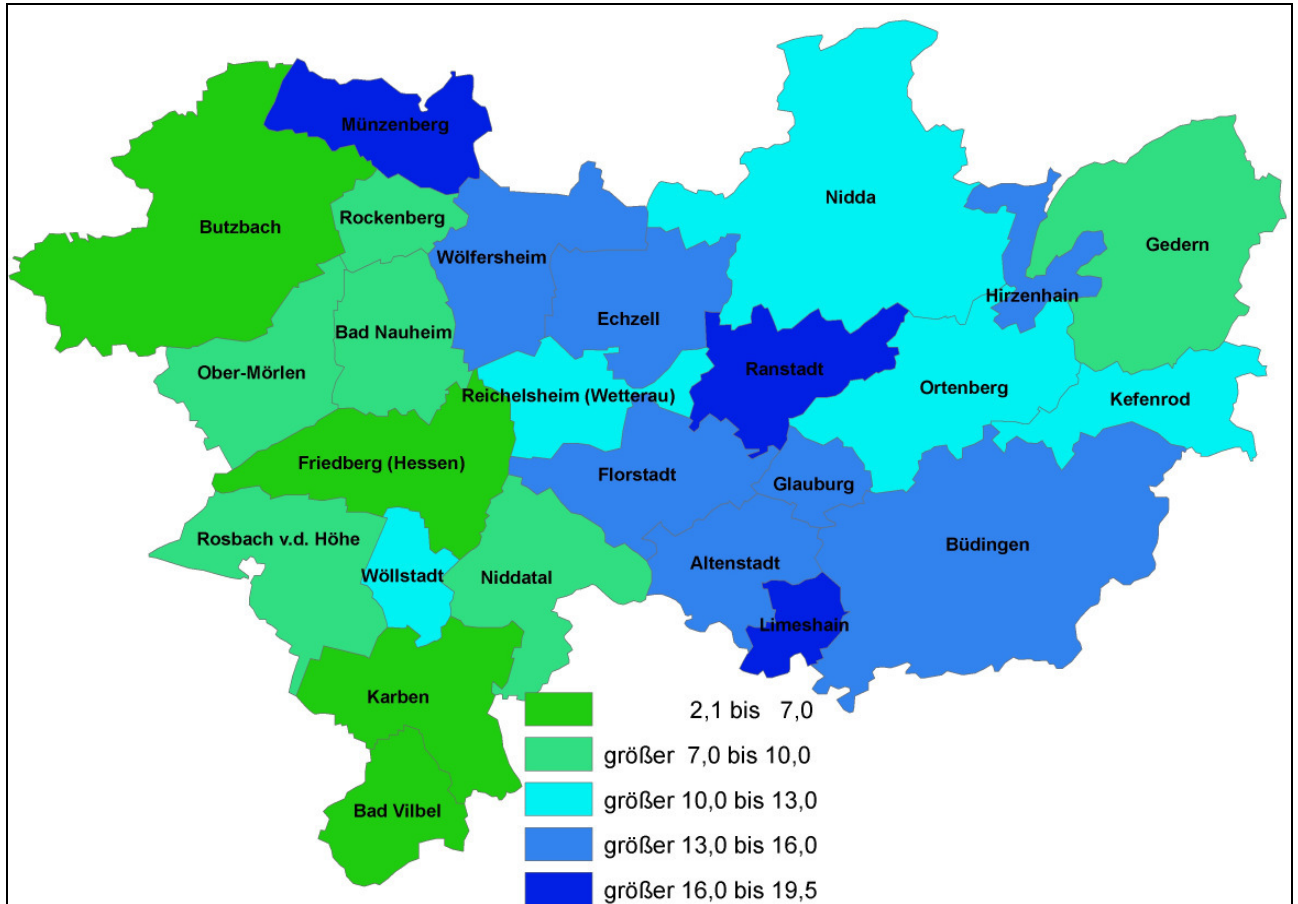 Münzenberg
Nidda
Rockenberg
Butzbach
Gedern
Wölfersheim
Hirzenhain
Echzell
Bad Nauheim
Ober-Mörlen
Ranstadt
Ortenberg
Reichelsheim (Wetterau)
Kefenrod
Friedberg (Hessen)
Florstadt
Glauburg
Rosbach v.d. Höhe
Büdingen
Altenstadt
Wöllstadt
Niddatal
Limeshain
Karben
Bad Vilbel
2,1 bis 7,0
größer 7,0 bis 10,0
größer 10,0 bis 13,0
größer 13,0 bis 16,0
größer 16,0 bis 19,5